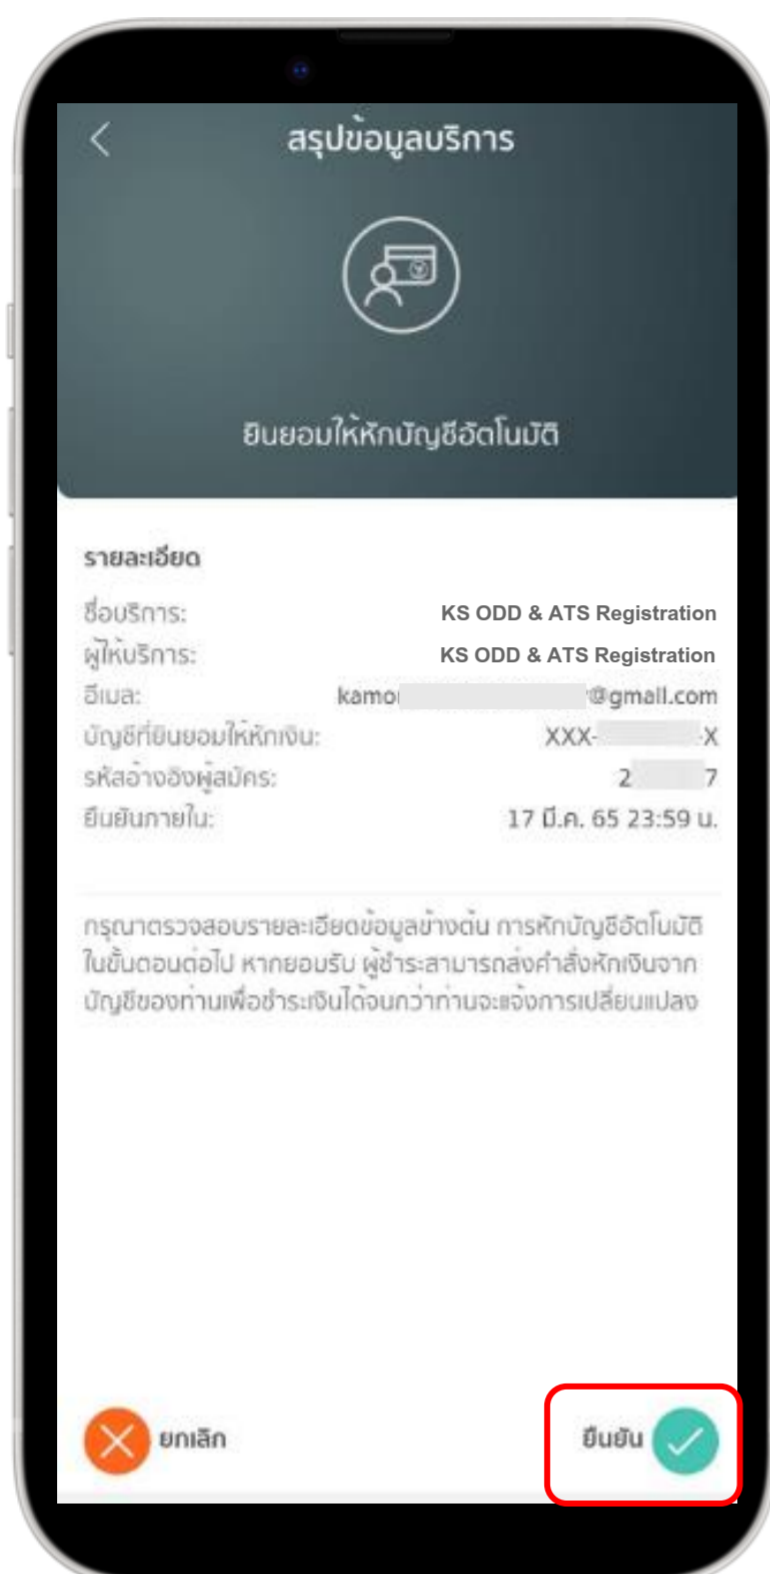 สรุปข้อมูลบริการ
ยินยอมให้หักบัญชีอัตโนมัติ
รายละเอียด
ชื่อบริการ: KS ODD & ATS Registration
ผู้ให้บริการ: KS ODD & ATS Registration
อีเมล: kamo @gmail.com
บัญชีที่ยินยอมให้หักเงิน: XXX- -X
รหัสอ้างอิงผู้สมัคร: 2 7
ยืนยันภายใน: 17 มี.ค. 65 23:59 น.
กรุณาตรวจสอบรายละเอียดข้อมูลข้างต้น การหักบัญชีอัตโนมัติ
ในขั้นตอนต่อไป หากยอมรับ ผู้ชำระสามารถส่งคำสั่งหักเงินจาก
บัญชีของท่านเพื่อชำระเงินได้จนกว่าท่านจะแจ้งการเปลี่ยนแปลง
ยกเลิก ยืนยัน